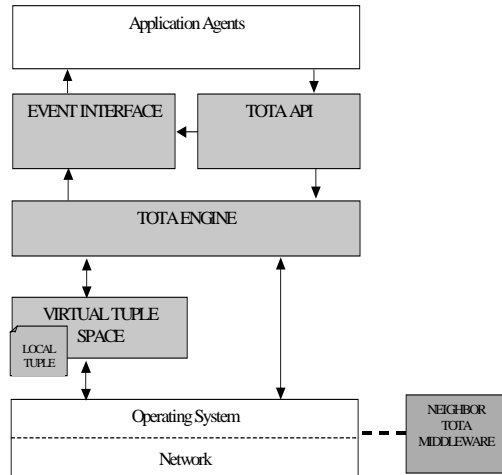 Application Agents
EVENT INTERFACE
TOTA API
TOTA ENGINE
VIRTUAL TUPLE
SPACE
LOCAL
TUPLE
Operating System
Network
NEIGHBOR
TOTA
MIDDLEWARE